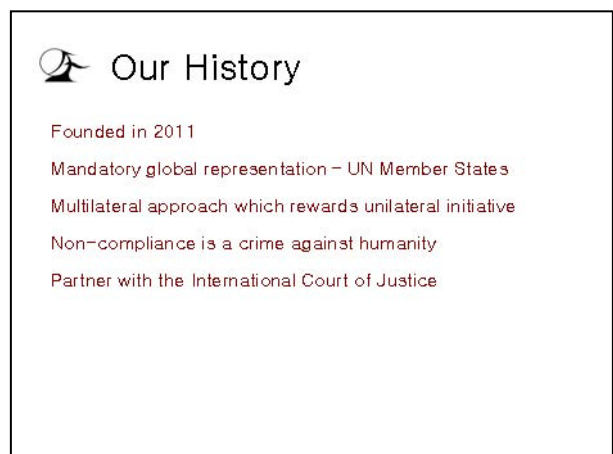 Our History
Founded in 2011
Mandatory global representation – UN Member States
Multilateral approach which rewards unilateral initiative
Non-compliance is a crime against humanity
Partner with the International Court of Justice